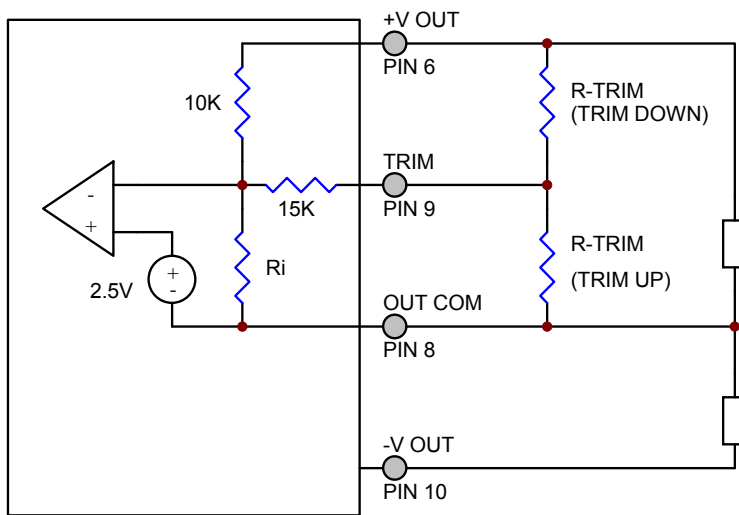 +V OUT
PIN 6
10K
R-TRIM
(TRIM DOWN)
TRIM
-
+
15K
PIN 9
+
-
2.5V
Ri
R-TRIM
(TRIM UP)
OUT COM
PIN 8
-V OUT
PIN 10